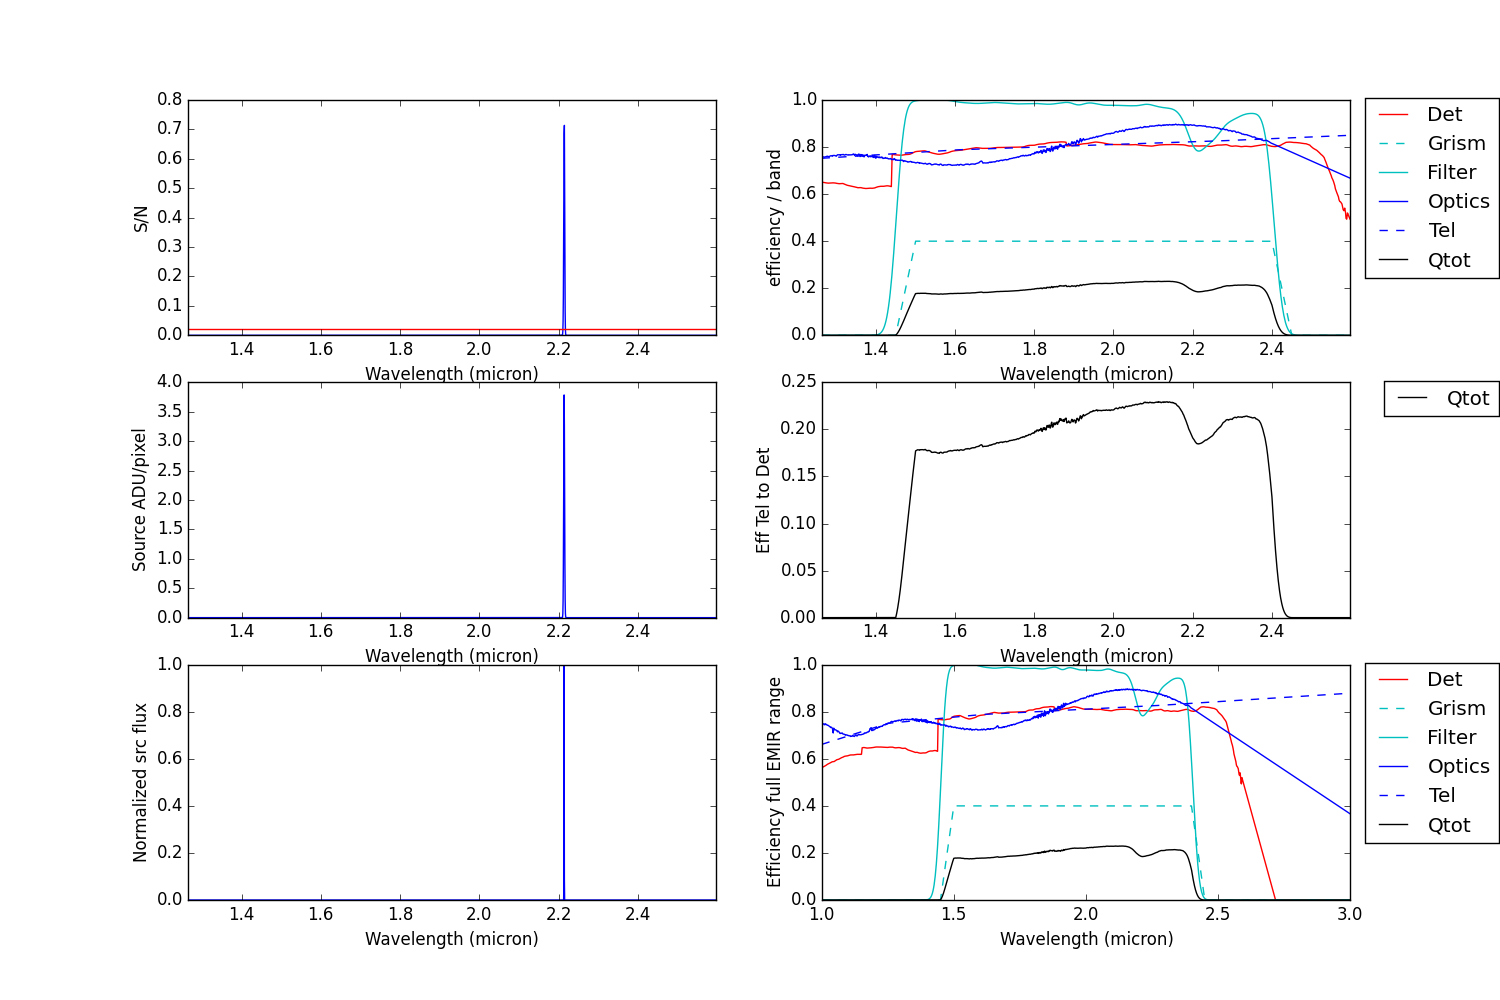 0.8
0.7
0.6
0.5
0.4
0.3
0.2
0.1
0.0
S/N
1.4 1.6 1.8 2.0 2.2 2.4
Wavelength (micron)
1.0
0.8
0.6
0.4
0.2
0.0
efficiency / band
1.4 1.6 1.8 2.0 2.2 2.4
Wavelength (micron)
Det
Grism
Filter
Optics
Tel
Qtot
4.0
3.5
3.0
2.5
2.0
1.5
1.0
0.5
0.0
Source ADU/pixel
1.4 1.6 1.8 2.0 2.2 2.4
Wavelength (micron)
0.25
0.20
0.15
0.10
0.05
0.00
Eff Tel to Det
1.4 1.6 1.8 2.0 2.2 2.4
Wavelength (micron)
Qtot
1.0
0.8
0.6
0.4
0.2
0.0
Normalized src flux
1.4 1.6 1.8 2.0 2.2 2.4
Wavelength (micron)
1.0
0.8
0.6
0.4
0.2
0.0
Efficiency full EMIR range
1.0 1.5 2.0 2.5 3.0
Wavelength (micron)
Det
Grism
Filter
Optics
Tel
Qtot